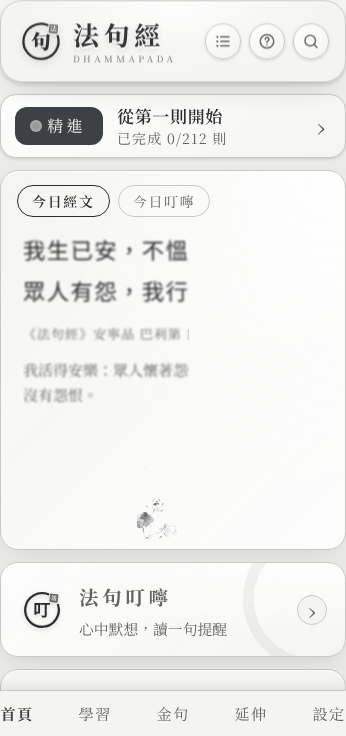 句
法句經
DHAMMAPADA
精進
從第一則開始
已完成 0/212 則
今日經文
今日叮嚀
我生已安，不慍
眾人有怨，我行
《法句經》安寧品 巴利第
我活得安樂：眾人懷著怨
沒有怨恨。
叮
法句叮嚀
心中默想，讀一句提醒
首頁
學習
金句
延伸
設定